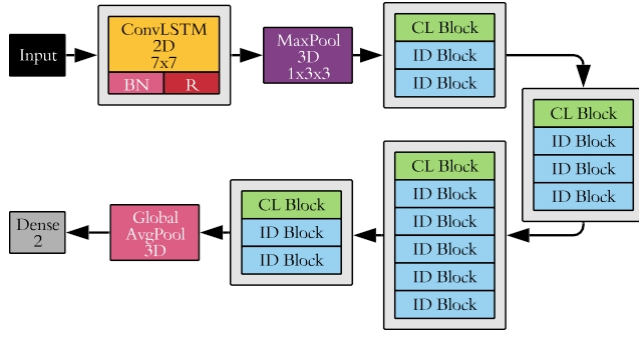 Input
ConvLSTM
2D
7x7
BN
R
MaxPool
3D
1x3x3
CL Block
ID Block
ID Block
CL Block
ID Block
ID Block
ID Block
CL Block
ID Block
ID Block
ID Block
ID Block
ID Block
CL Block
ID Block
ID Block
Global
AvgPool
3D
Dense
2